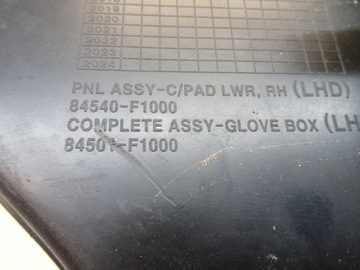 2019
2020
2021
2022
2023
2024
PNL ASSY-C/PAD LWR, RH (LHD)
84540-F1000
COMPLETE ASSY-GLOVE BOX (LH
84501-F1000